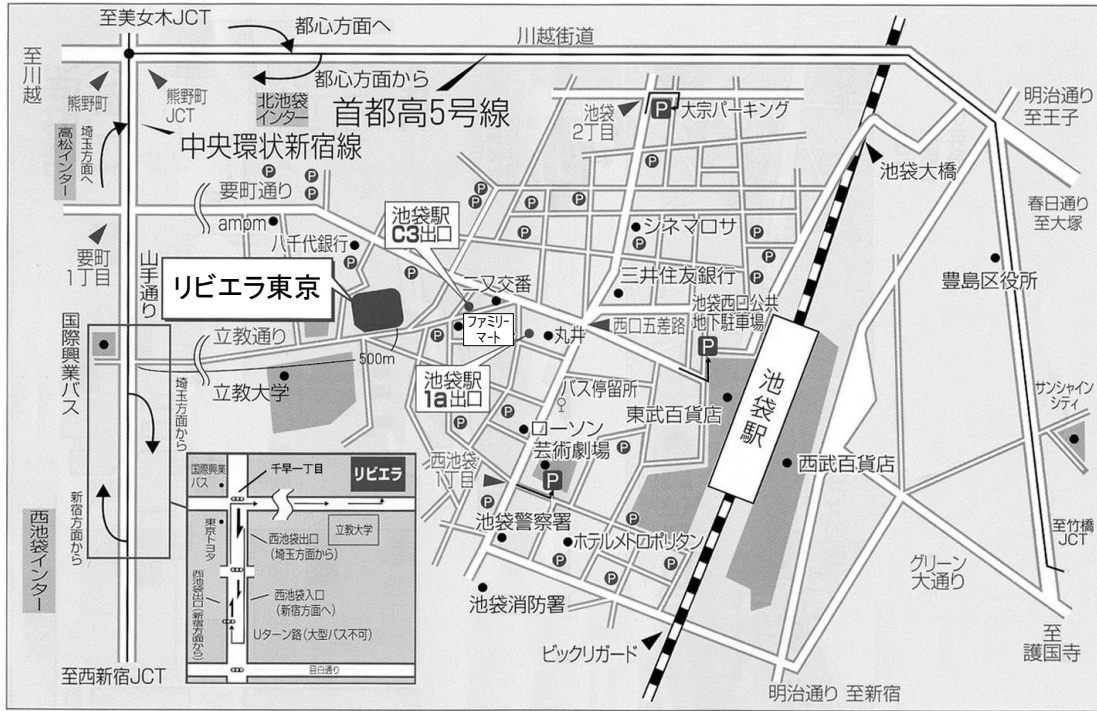 至美女木JCT
都心方面へ
川越街道
至川越
都心方面から
熊野町
熊野町
JCT
北池袋
インター
首都高5号線
池袋
2丁目
P
大宗パーキング
明治通り
至王子
高松インター
埼玉方面へ
中央環状新宿線
池袋大橋
春日通り
至大塚
要町通り
ampm
八千代銀行
池袋駅
C3出口
シネマロサ
要町
1丁目
山手通り
リビエラ東京
二又交番
三井住友銀行
池袋西口公共
地下駐車場
豊島区役所
国際興業バス
立教通り
ファミリー
マート
丸井
西口五差路
P
500m
立教大学
池袋駅
1a出口
バス停留所
東武百貨店
池袋駅
サンシャイン
シティ
埼玉方面から
ローソン
芸術劇場
西池袋
1丁目
P
西武百貨店
新宿方面から
西池袋インター
国際興業
バス
千早一丁目
リビエラ
東京トヨタ
立教大学
西池袋出口
(埼玉方面から)
西池袋出口(新宿方面から)
西池袋入口
(新宿方面へ)
Uターン路(大型バス不可)
目白通り
池袋警察署
ホテルメトロポリタン
池袋消防署
至竹橋
JCT
グリーン
大通り
ビックリガード
至
護国寺
至西新宿JCT
明治通り 至新宿